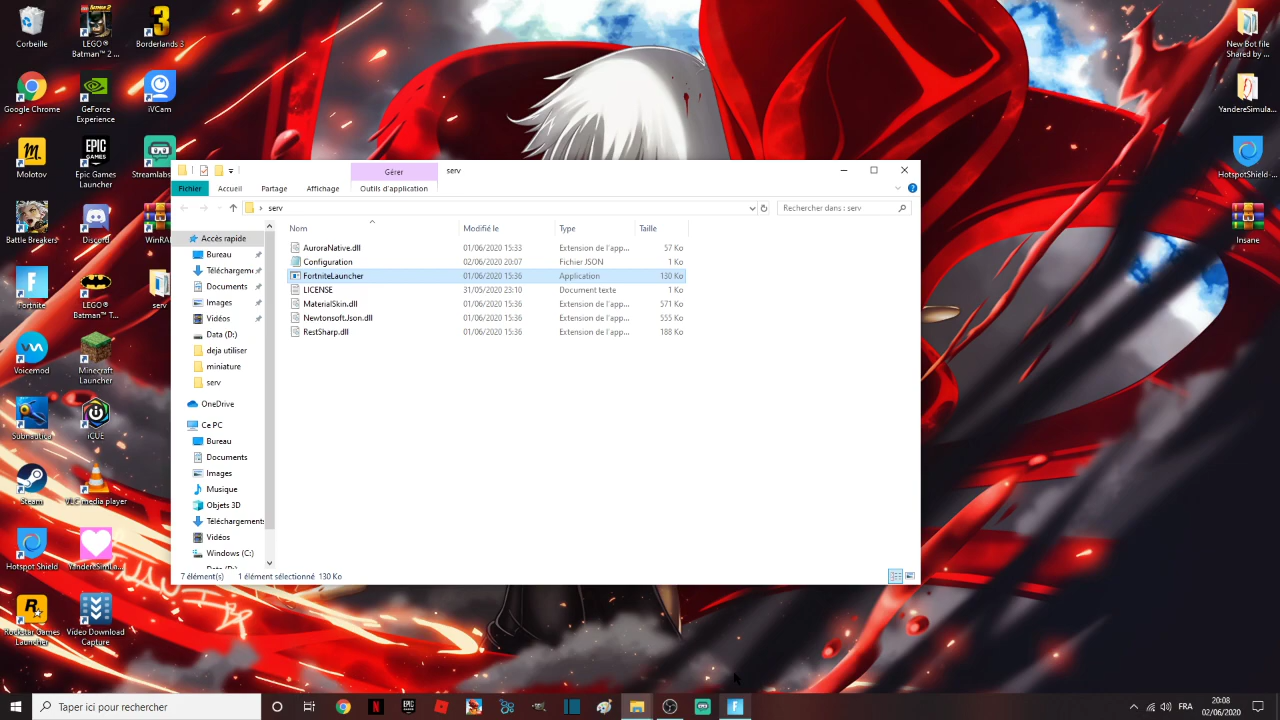 Corbeille
LEGO®
Batman™ 2 ...
Borderlands 3
Google Chrome
GeForce
Experience
iVCam
Molotov
Epic Games
Launcher
Streamlabs
Battle Breakers
Discord
WinRA
Fortnite
LEGO®
Batman™ T...
serv
Voicemod
Minecraft
Launcher
Subnautica
iCUE
Steam
VLC media player
Hotspot Shield
YandereSimLa...
Rockstar Games
Launcher
Video Download
Capture
New Bot file
Shared by ...
YandereSimu...
HotspotShield-...
Insane
Gérer
serv
Fichier
Accueil
Partage
Affichage
Outils d'application
serv
Rechercher dans : serv
Nom
Modifié le
Type
Taille
AuroraNative.dll
01/06/2020 15:33
Extension de l'app...
57 Ko
Configuration
02/06/2020 20:07
Fichier JSON
1 Ko
FortniteLauncher
01/06/2020 15:36
Application
130 Ko
LICENSE
31/05/2020 23:10
Document texte
1 Ko
MaterialSkin.dll
01/06/2020 15:36
Extension de l'app...
571 Ko
Newtonsoft.Json.dll
01/06/2020 15:36
Extension de l'app...
555 Ko
RestSharp.dll
01/06/2020 15:36
Extension de l'app...
188 Ko
Accès rapide
Bureau
Téléchargeme
Documents
Images
Vidéos
Data (D:)
deja utiliser
miniature
serv
OneDrive
Ce PC
Bureau
Documents
Images
Musique
Objets 3D
Téléchargements
Vidéos
Windows (C:)
Data (D:)
7 élément(s)
1 élément sélectionné 130 Ko
Taper ici pour rechercher
FRA
20:08
02/06/2020